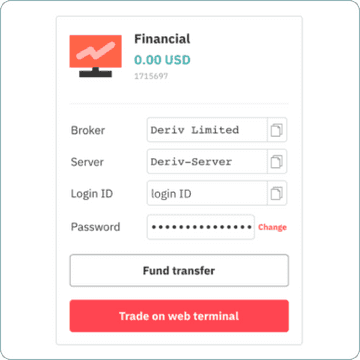 Financial
0.00 USD
1715697
Broker Deriv Limited
Server Deriv-Server
Login ID login ID
Password ••••••••••••••• Change
Fund transfer
Trade on web terminal